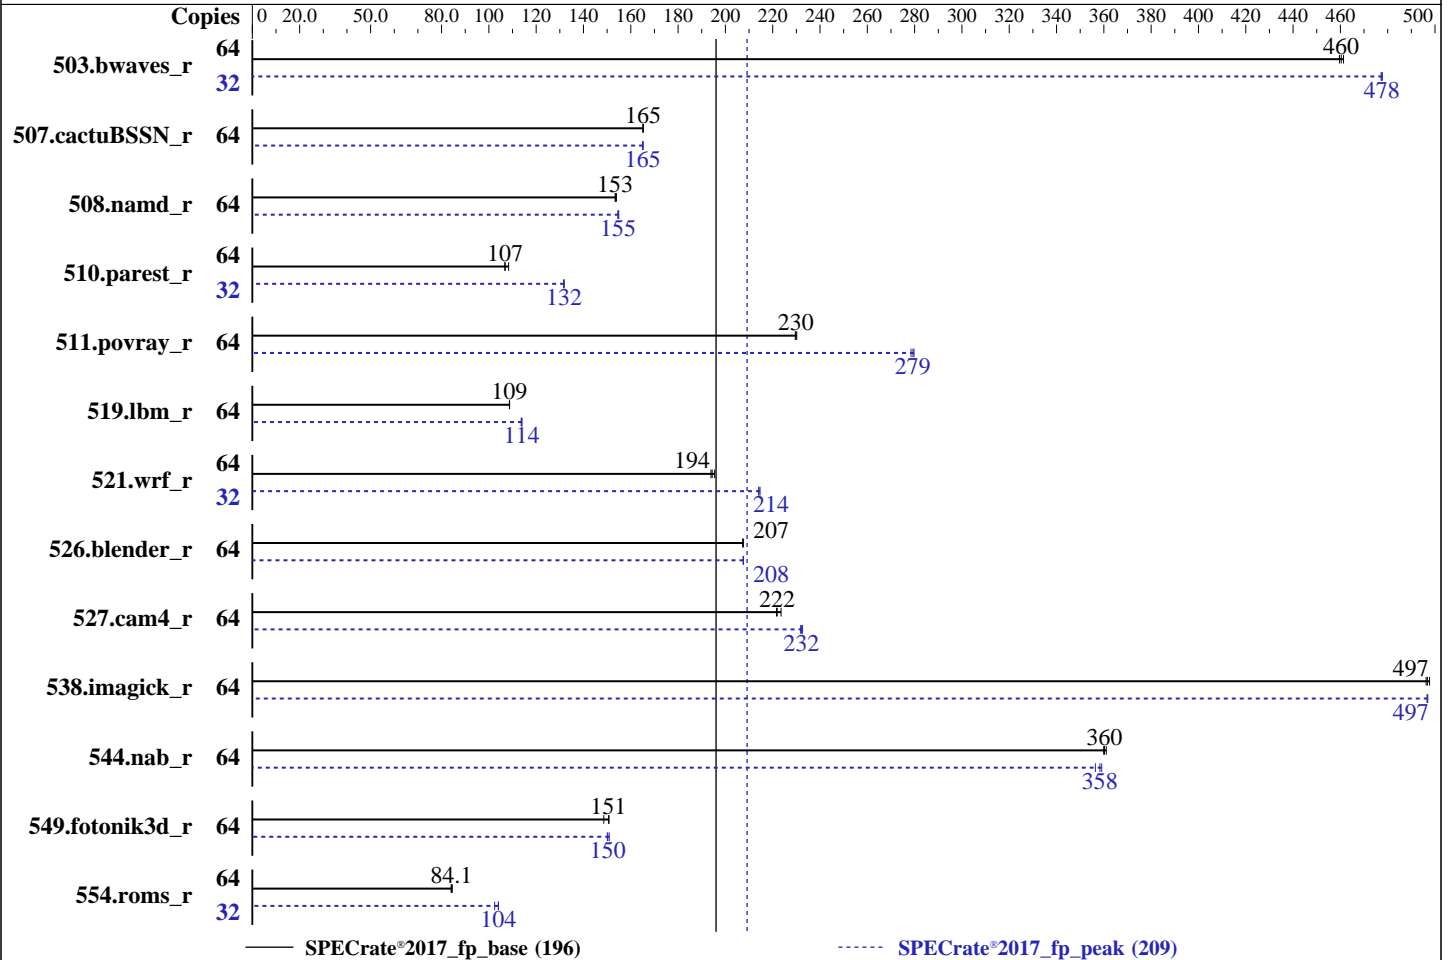 Copies 0 20.0 50.0 80.0 100 120 140 160 180 200 220 240 260 280 300 320 340 360 380 400 420 440 460 500
503.bwaves_r 64 460
32 478
507.cactuBSSN_r 64 165
165
508.namd_r 64 153
155
510.parest_r 64 107
32 132
511.povray_r 64 230
279
519.lbm_r 64 109
114
521.wrf_r 64 194
32 214
526.blender_r 64 207
208
527.cam4_r 64 222
232
538.imagick_r 64 497
497
544.nab_r 64 360
358
549.fotonik3d_r 64 151
150
554.roms_r 64 84.1
32 104
SPECrate®2017_fp_base (196) SPECrate®2017_fp_peak (209)